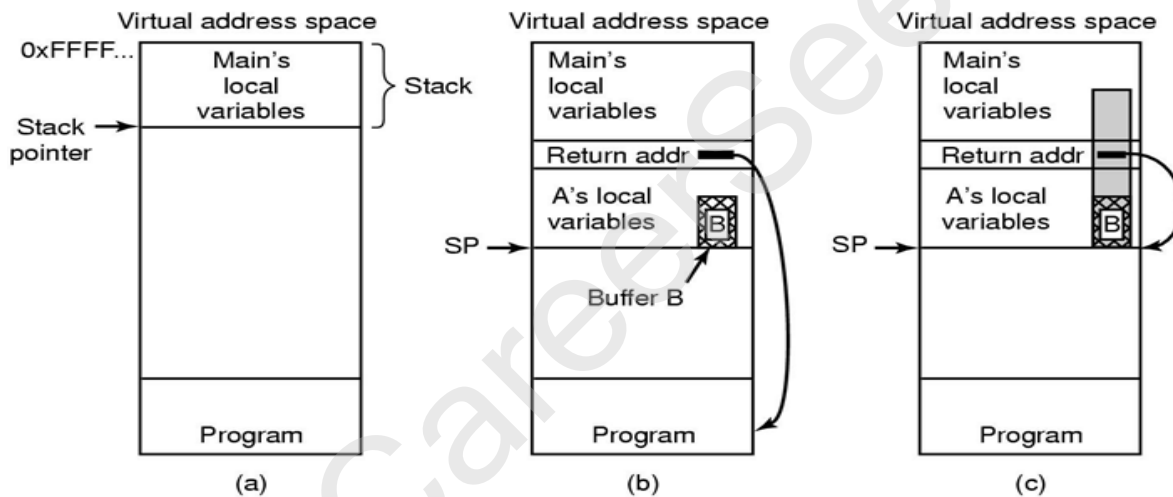 Virtual address space
0xFFFF...
Main's
local
variables
Stack
Stack
pointer
Program
(a)
Virtual address space
Main's
local
variables
Return addr
A's local
variables
B
SP
Buffer B
Program
(b)
Virtual address space
Main's
local
variables
Return addr
A's local
variables
B
SP
Program
(c)